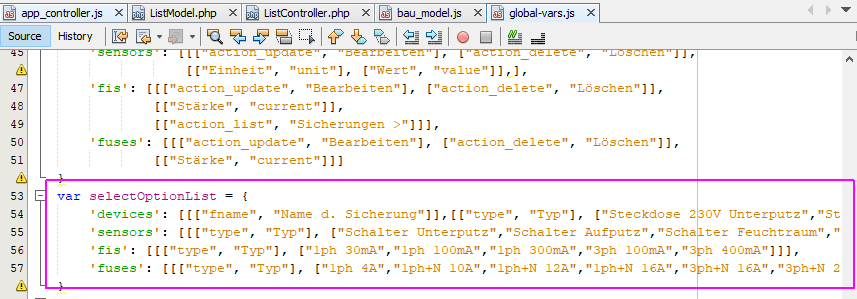 app_controller.js ListModel.php ListController.php bau_model.js global-vars.js
Source History
45 'sensors': [[["action_update", "Bearbeiten"], ["action_delete", "Löschen"]],
[["Einheit", "unit"], ["Wert", "value"]],],
47 'fis': [[["action_update", "Bearbeiten"], ["action_delete", "Löschen"]],
48 [["Stärke", "current"]],
49 [["action_list", "Sicherungen >"]]],
50 'fuses': [[["action_update", "Bearbeiten"], ["action_delete", "Löschen"]],
51 [["Stärke", "current"]]]
}
53 var selectOptionList = {
54 'devices': [[["fname", "Name d. Sicherung"]],[["type", "Typ"], ["Steckdose 230V Unterputz","St
55 'sensors': [[["type", "Typ"], ["Schalter Unterputz","Schalter Aufputz","Schalter Feuchtraum","
56 'fis': [[["type", "Typ"], ["1ph 30mA","1ph 100mA","1ph 300mA","3ph 100mA","3ph 400mA"]]],
57 'fuses': [[["type", "Typ"], ["1ph 4A","1ph+N 10A","1ph+N 12A","1ph+N 16A","3ph+N 16A","3ph+N 2
}